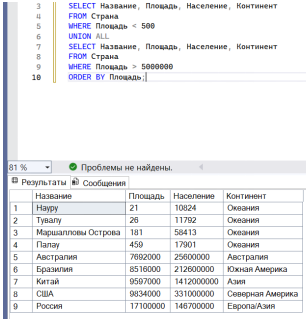 3 SELECT Название, Площадь, Население, Континент
4 FROM Страна
5 WHERE Площадь < 500
6 UNION ALL
7 SELECT Название, Площадь, Население, Континент
8 FROM Страна
9 WHERE Площадь > 5000000
10 ORDER BY Площадь;
81 % Проблемы не найдены.
Результаты Сообщения
Название Площадь Население Континент
1 Науру 21 10824 Океания
2 Тувалу 26 11792 Океания
3 Маршалловы Острова 181 58413 Океания
4 Палау 459 17901 Океания
5 Австралия 7692000 25600000 Австралия
6 Бразилия 8516000 212600000 Южная Америка
7 Китай 9597000 1412000000 Азия
8 США 9834000 331000000 Северная Америка
9 Россия 17100000 146700000 Европа/Азия